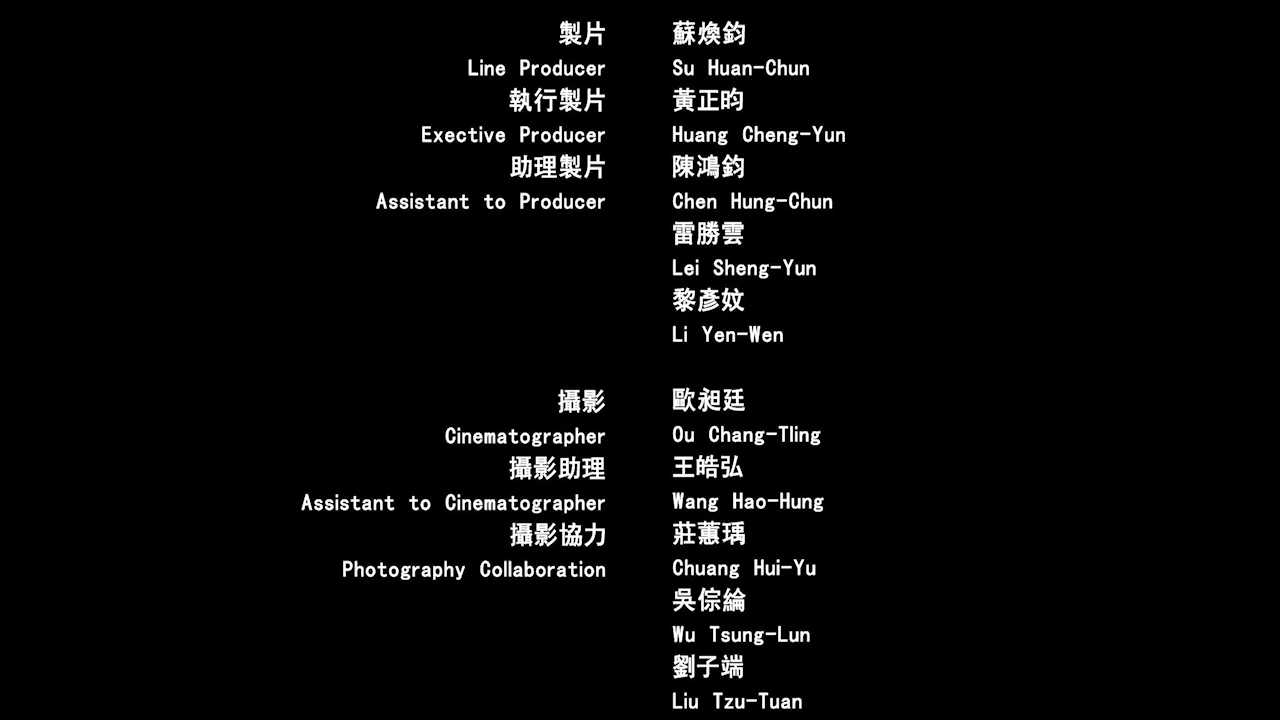 製片 蘇煥鈞
Line Producer Su Huan-Chun
執行製片 黃正昀
Exective Producer Huang Cheng-Yun
助理製片 陳鴻鈞
Assistant to Producer Chen Hung-Chun
雷勝雲
Lei Sheng-Yun
黎彥妏
Li Yen-Wen
攝影 歐昶廷
Cinematographer Ou Chang-Tling
攝影助理 王皓弘
Assistant to Cinematographer Wang Hao-Hung
攝影協力 莊蕙瑀
Photography Collaboration Chuang Hui-Yu
吳倧綸
Wu Tsung-Lun
劉子端
Liu Tzu-Tuan